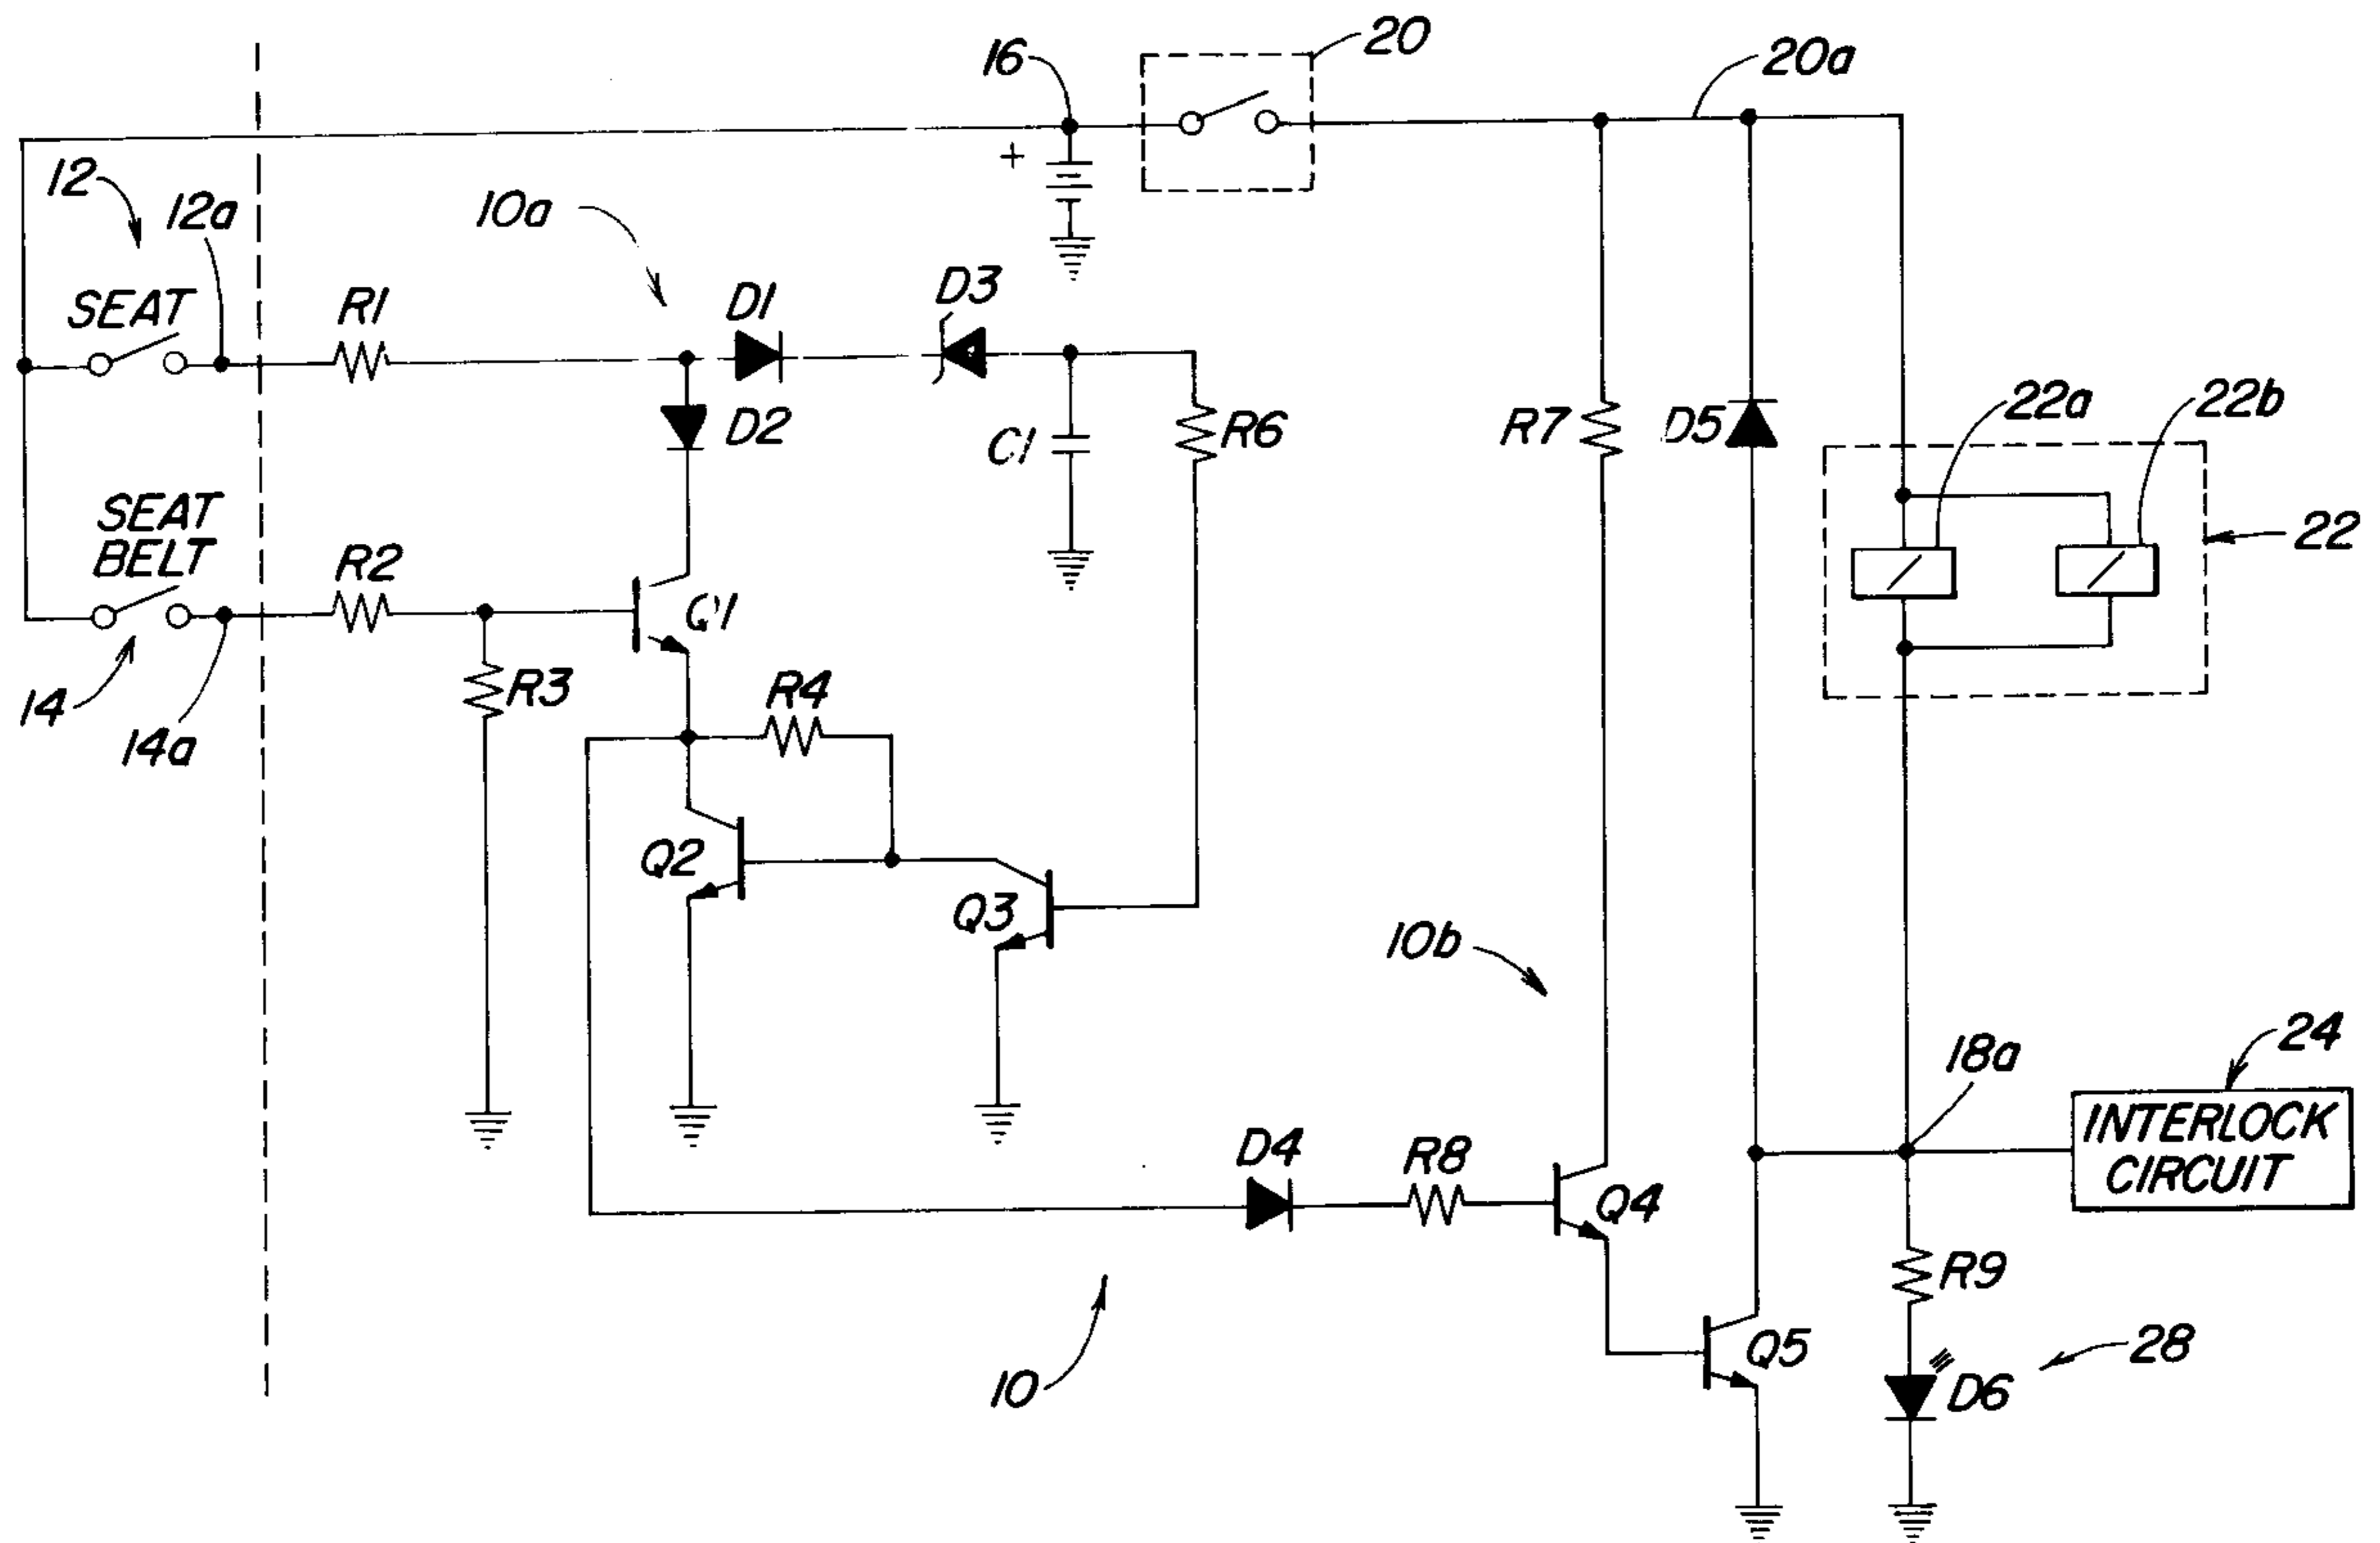 20
16
20a
+
12
12a
10a
SEAT
R1
D1
D3
D2
C1
R6
R7
D5
22a
22b
22
SEAT
BELT
R2
Q1
14
14a
R3
R4
Q2
Q3
10b
18a
24
INTERLOCK
CIRCUIT
D4
R8
Q4
R9
10
Q5
28
D6